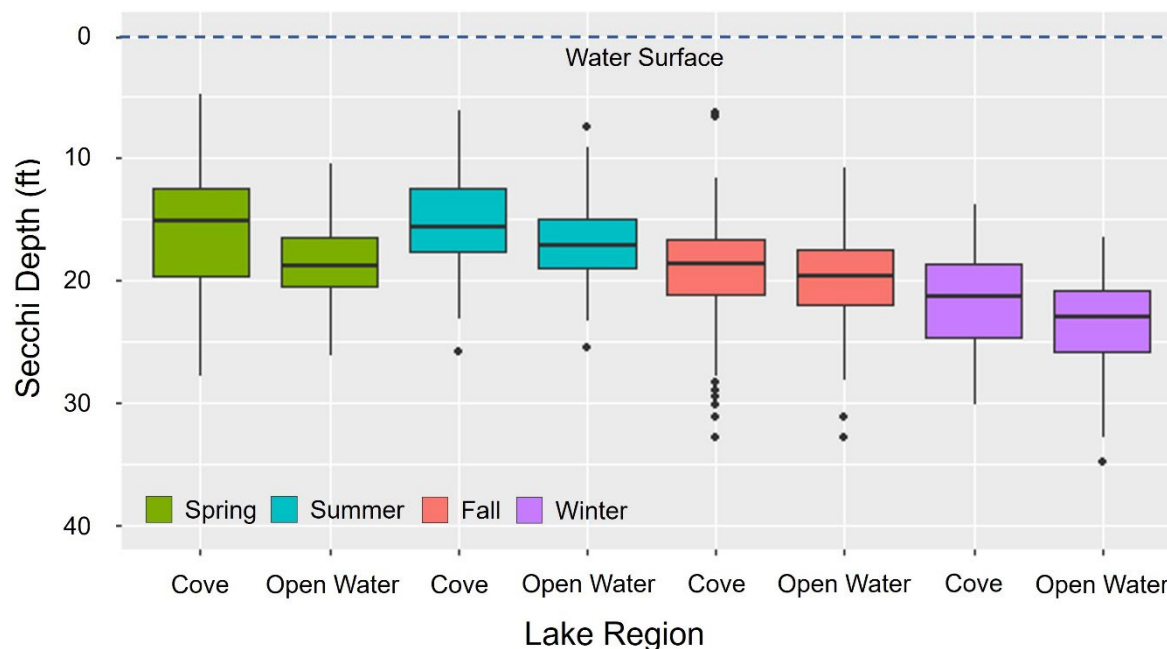 0
Water Surface
10
20
30
40
Secchi Depth (ft)
Spring Summer Fall Winter
Cove Open Water Cove Open Water Cove Open Water Cove Open Water
Lake Region